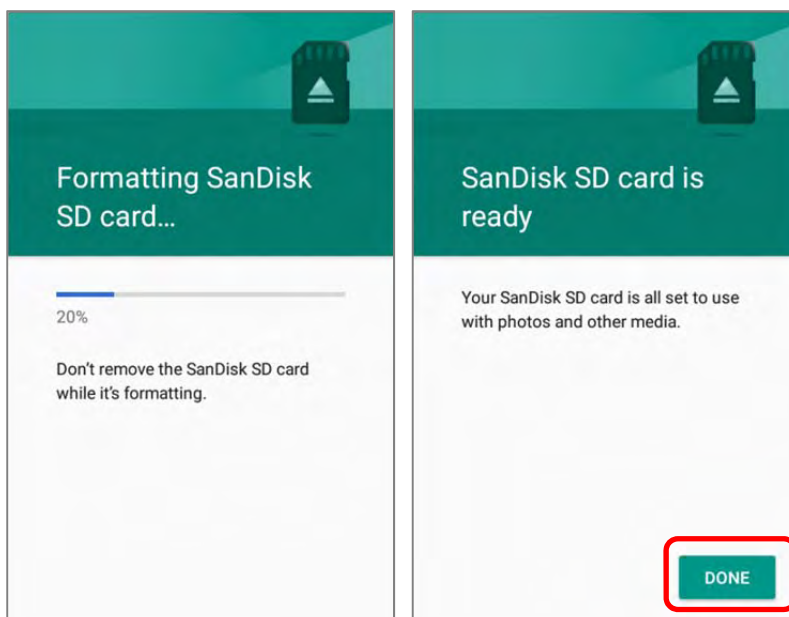 Formatting SanDisk
SD card…
20%
Don't remove the SanDisk SD card
while it's formatting.
SanDisk SD card is
ready
Your SanDisk SD card is all set to use
with photos and other media.
DONE